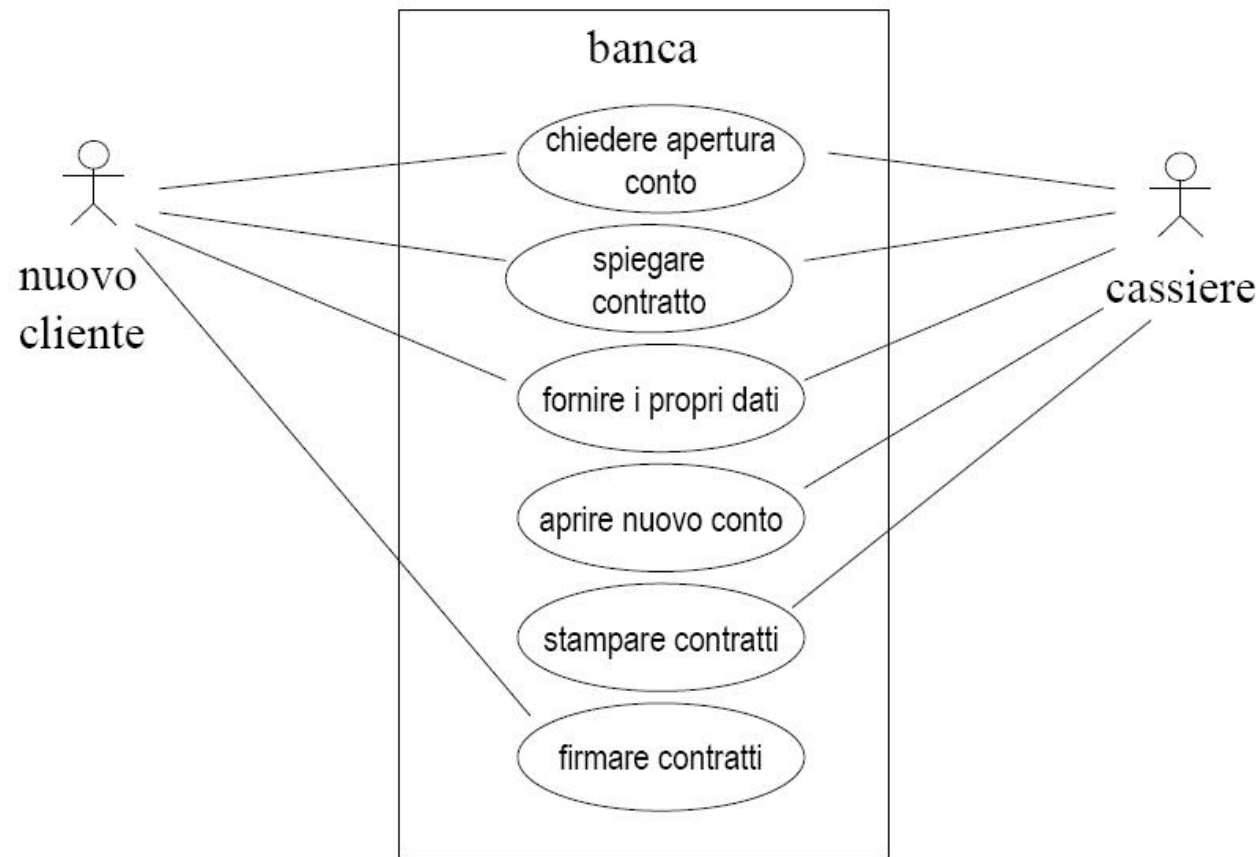 banca
chiedere apertura
conto
nuovo
cliente
spiegare
contratto
cassiere
fornire i propri dati
aprire nuovo conto
stampare contratti
firmare contratti